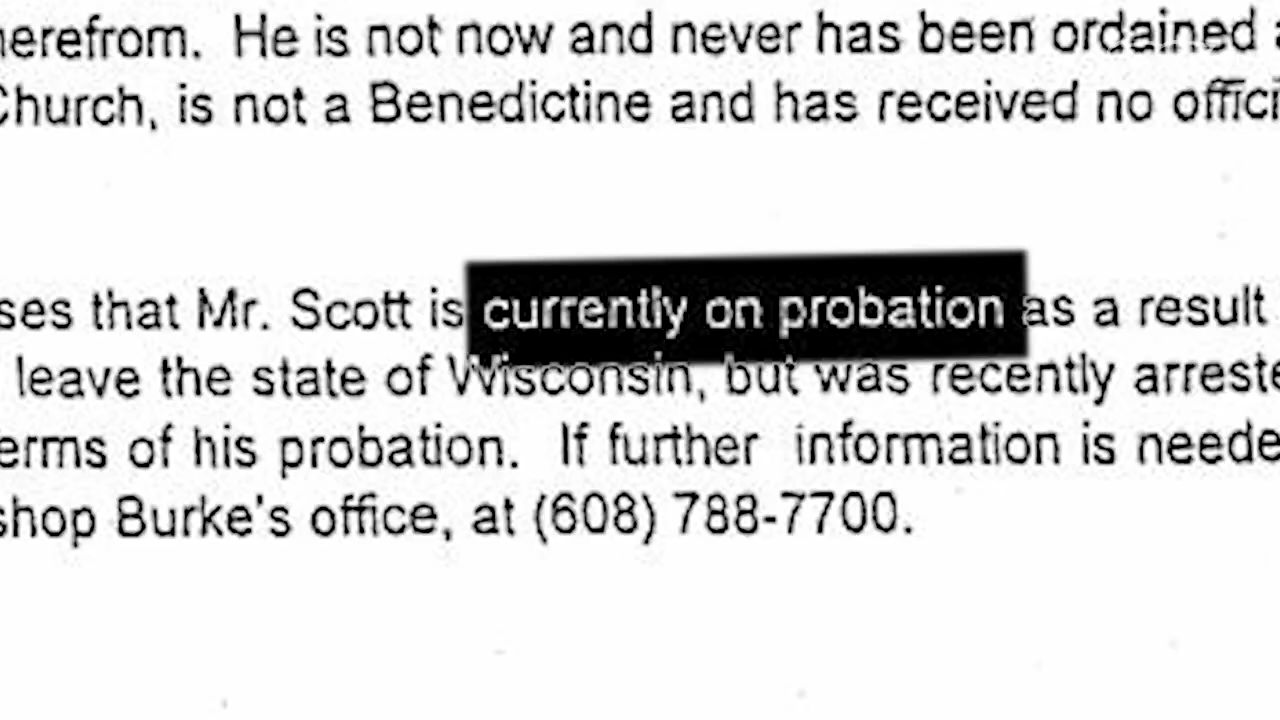 herefrom. He is not now and never has been ordained
Church, is not a Benedictine and has received no offici
ses that Mr. Scott is currently on probation as a result
leave the state of Wisconsin, but was recently arreste
erms of his probation. If further information is neede
shop Burke's office, at (608) 788-7700.